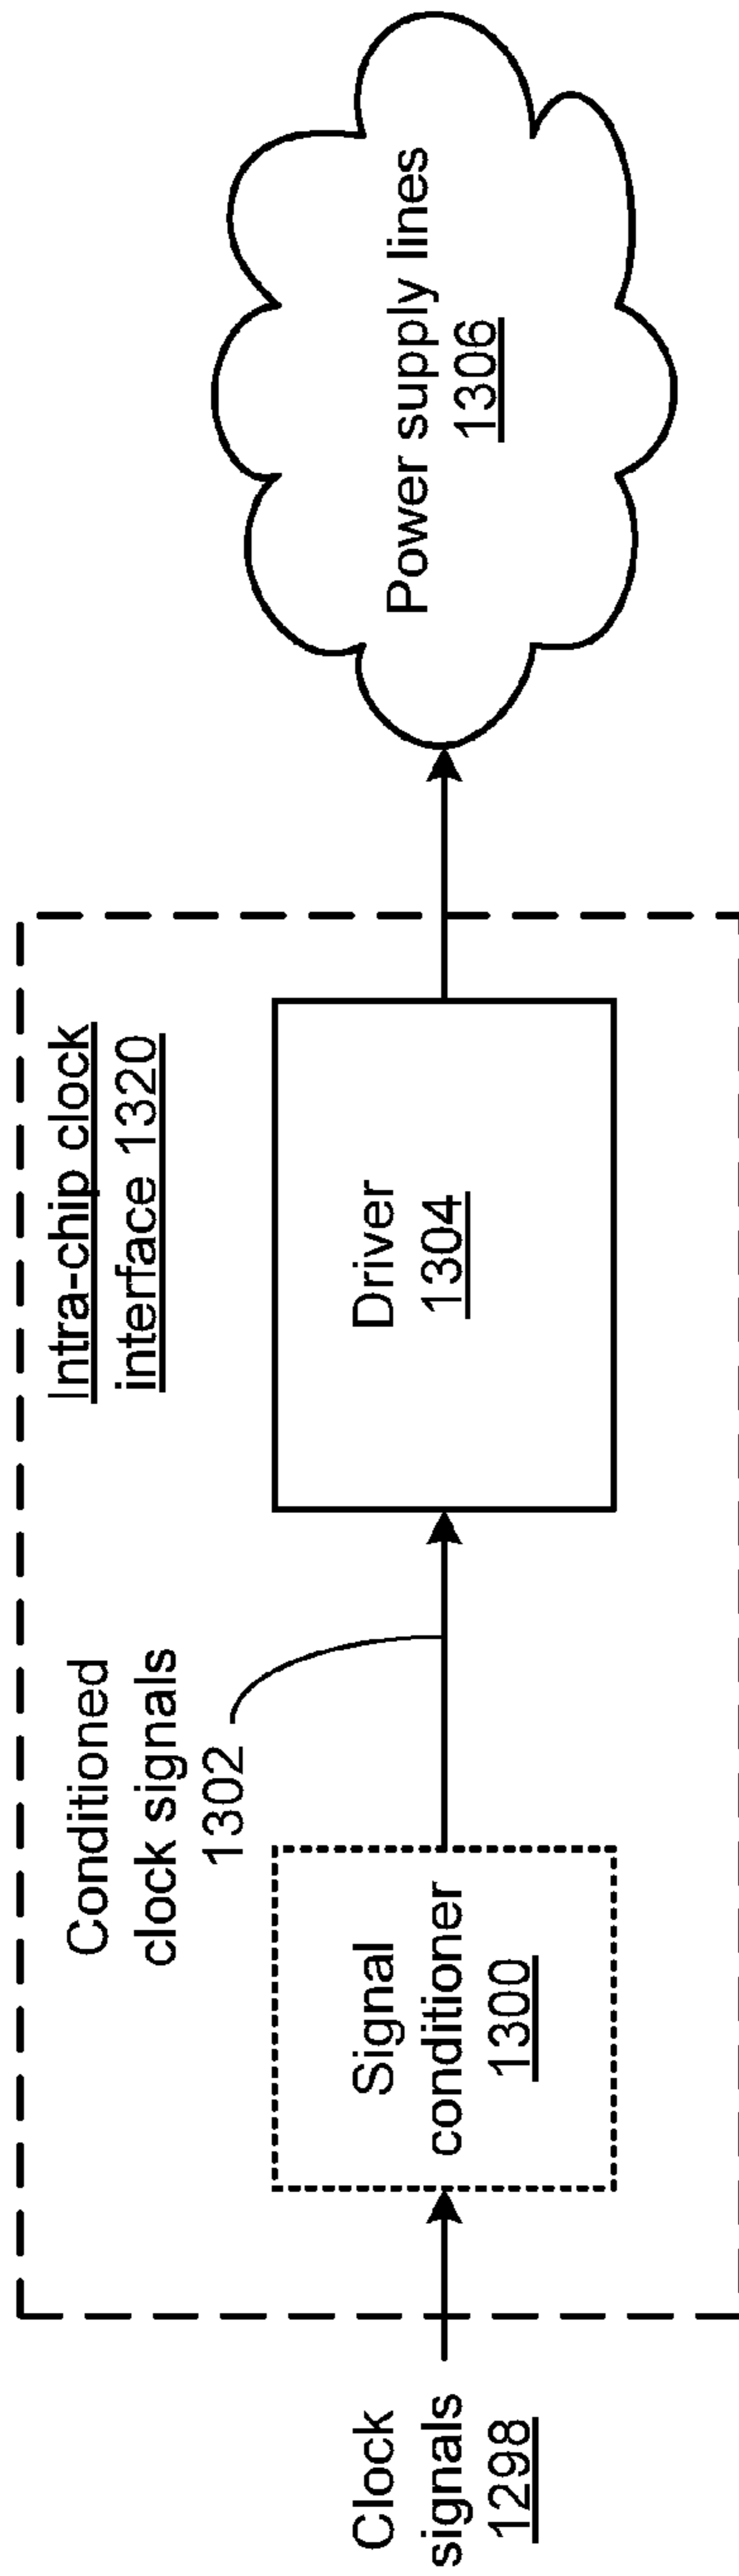 Clock
signals
1298
Signal
conditioner
1300
Conditioned
clock signals
1302
Driver
1304
Intra-chip clock
interface 1320
Power supply lines
1306